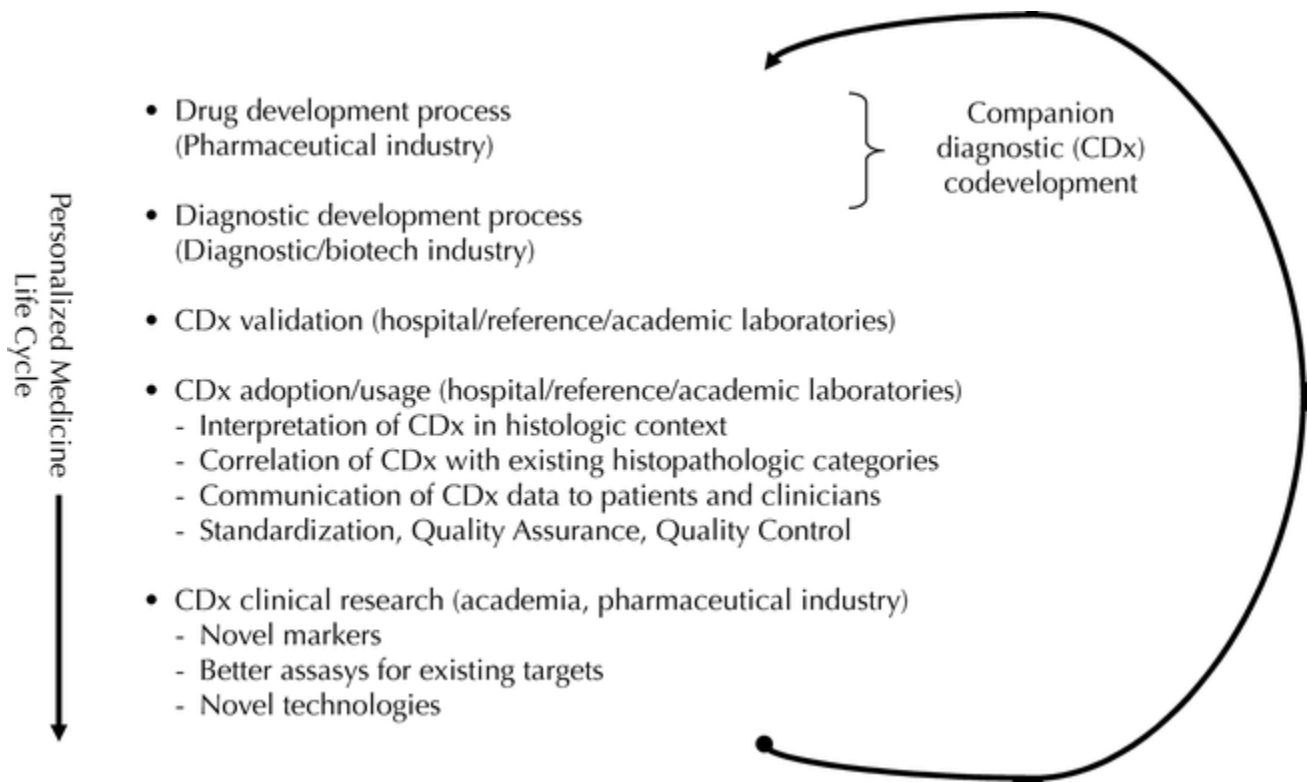 • Drug development process
(Pharmaceutical industry)
Companion
diagnostic (CDx)
codevelopment
• Diagnostic development process
(Diagnostic/biotech industry)
• CDx validation (hospital/reference/academic laboratories)
• CDx adoption/usage (hospital/reference/academic laboratories)
- Interpretation of CDx in histologic context
- Correlation of CDx with existing histopathologic categories
- Communication of CDx data to patients and clinicians
- Standardization, Quality Assurance, Quality Control
• CDx clinical research (academia, pharmaceutical industry)
- Novel markers
- Better assasys for existing targets
- Novel technologies
Personalized Medicine
Life Cycle